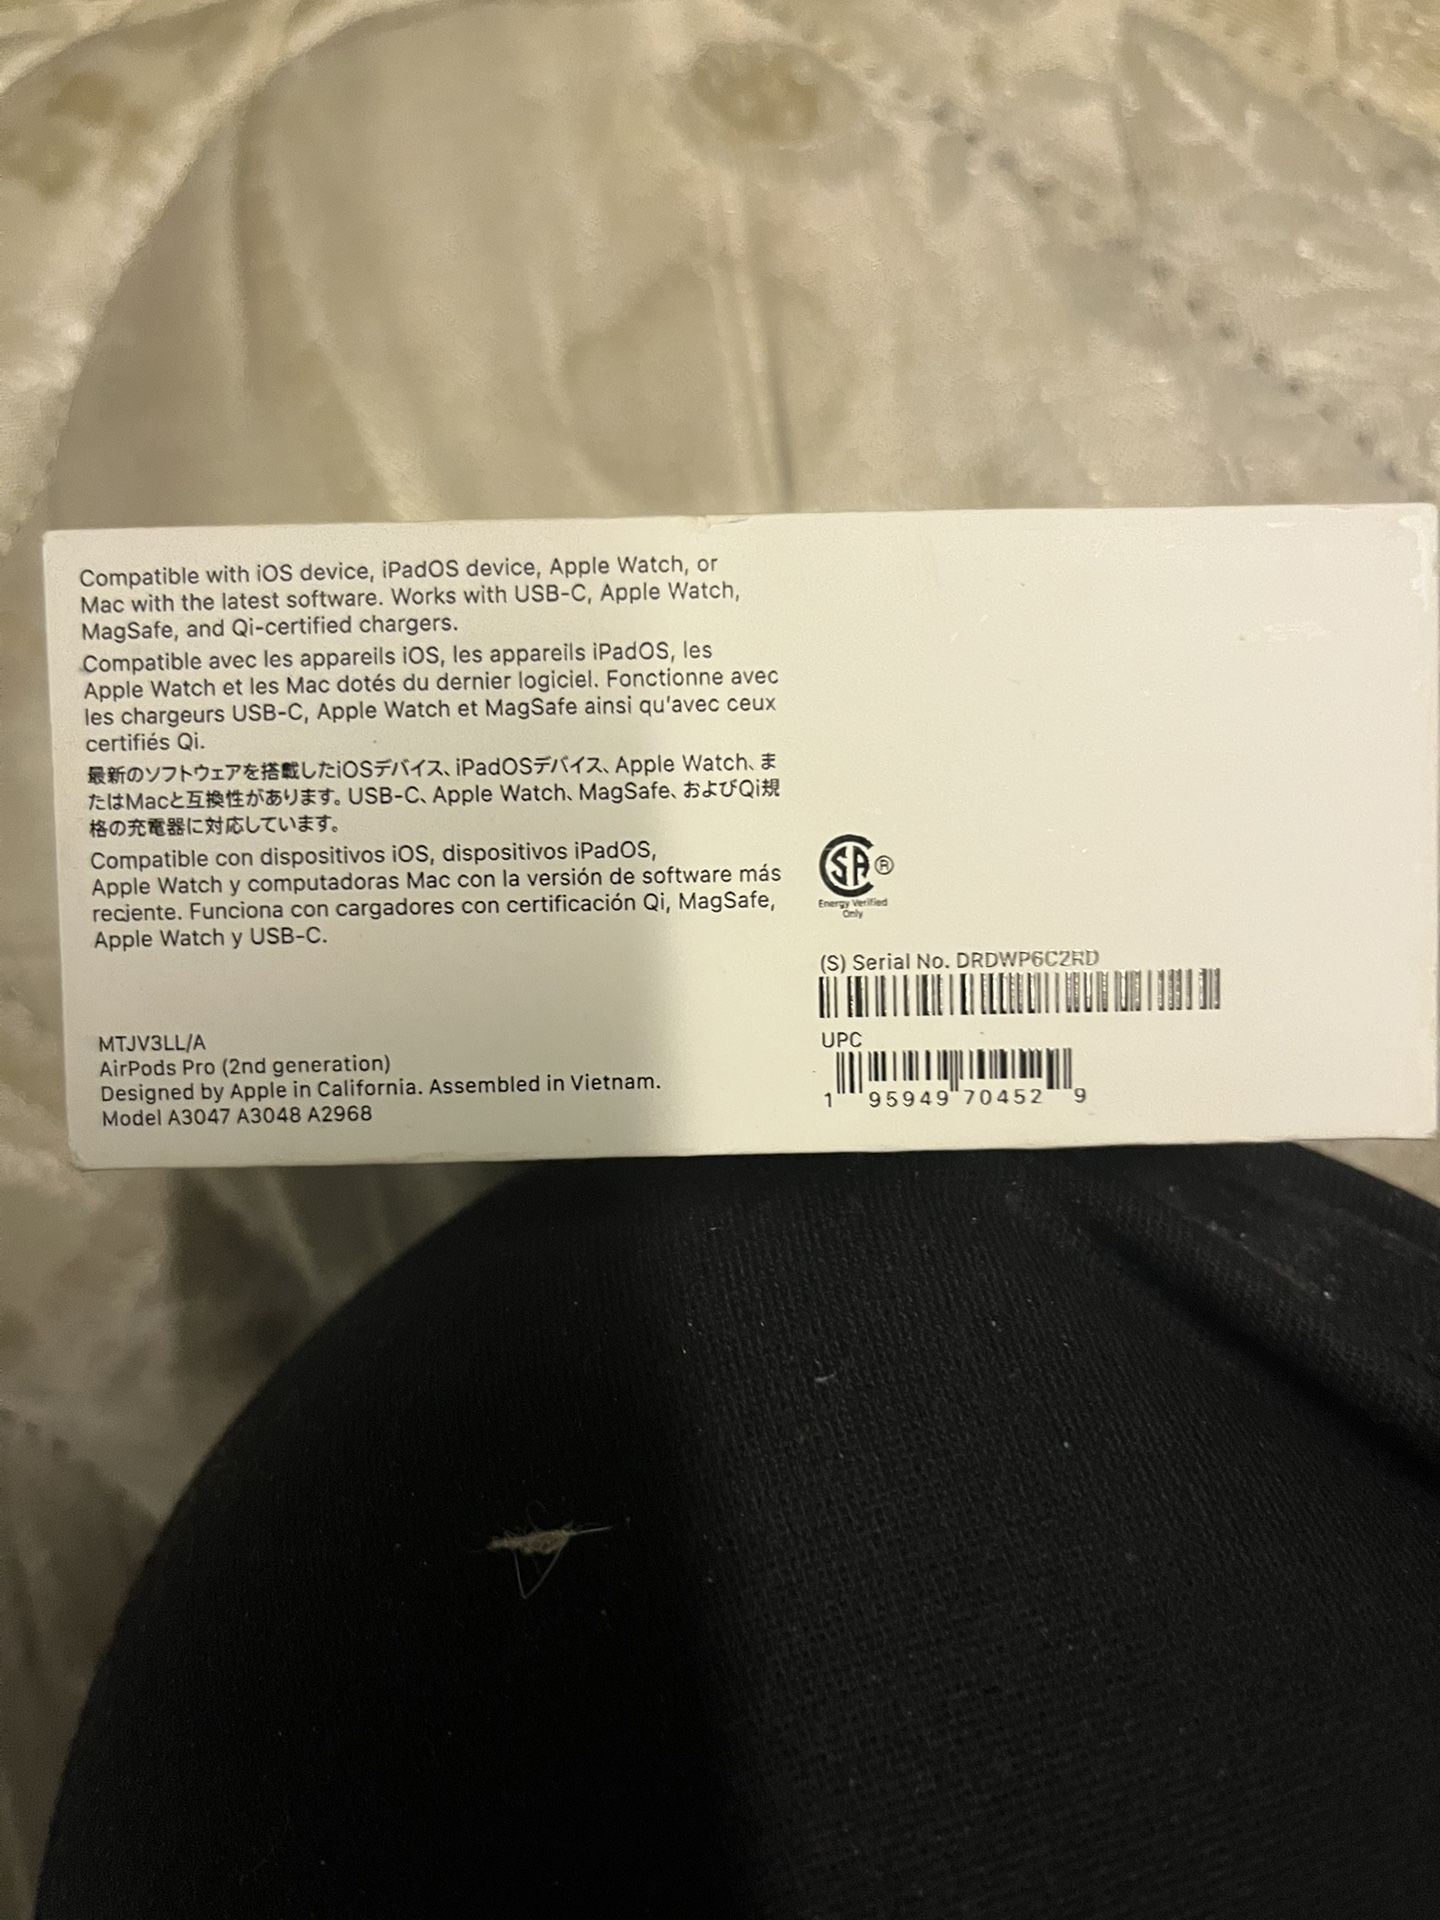 Compatible with iOS device, iPadOS device, Apple Watch, or
Mac with the latest software. Works with USB-C, Apple Watch,
MagSafe, and Qi-certified chargers.
Compatible avec les appareils iOS, les appareils iPadOS, les
Apple Watch et les Mac dotés du dernier logiciel. Fonctionne avec
les chargeurs USB-C, Apple Watch et MagSafe ainsi qu'avec ceux
certifiés Qi.
最新のソフトウェアを搭載したiOSデバイス、iPadOSデバイス、Apple Watch、ま
たはMacと互換性があります。USB-C、Apple Watch、MagSafe、およびQi規
格の充電器に対応しています。
Compatible con dispositivos iOS, dispositivos iPadOS,
Apple Watch y computadoras Mac con la versión de software más
reciente. Funciona con cargadores con certificación Qi, MagSafe,
Apple Watch y USB-C.
MTJV3LL/A
AirPods Pro (2nd generation)
Designed by Apple in California. Assembled in Vietnam.
Model A3047 A3048 A2968
SA ®
Energy Verified
Only
(S) Serial No. DRDWP6C2RD
UPC
1 95949 70452 9